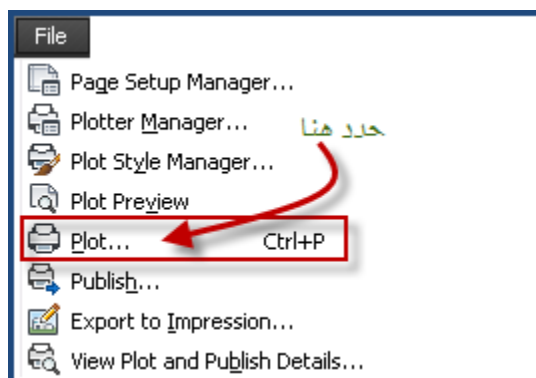 File
Page Setup Manager...
Plotter Manager...
حدد هنا
Plot Style Manager...
Plot Preview
Plot... Ctrl+P
Publish...
Export to Impression...
View Plot and Publish Details...